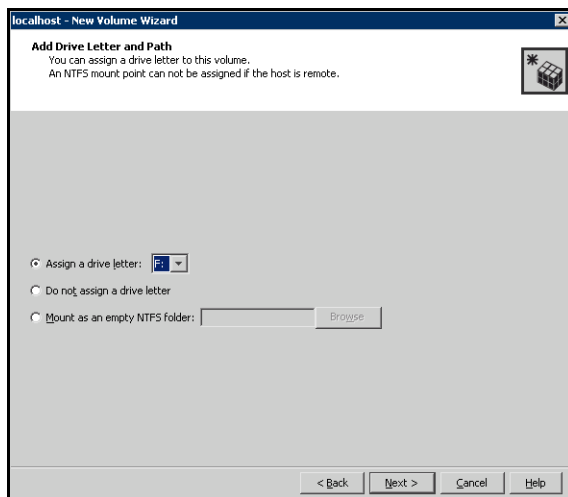 localhost - New Volume Wizard
Add Drive Letter and Path
You can assign a drive letter to this volume.
An NTFS mount point can not be assigned if the host is remote.
Assign a drive letter: F:
Do not assign a drive letter
Mount as an empty NTFS folder: Browse
< Back Next > Cancel Help